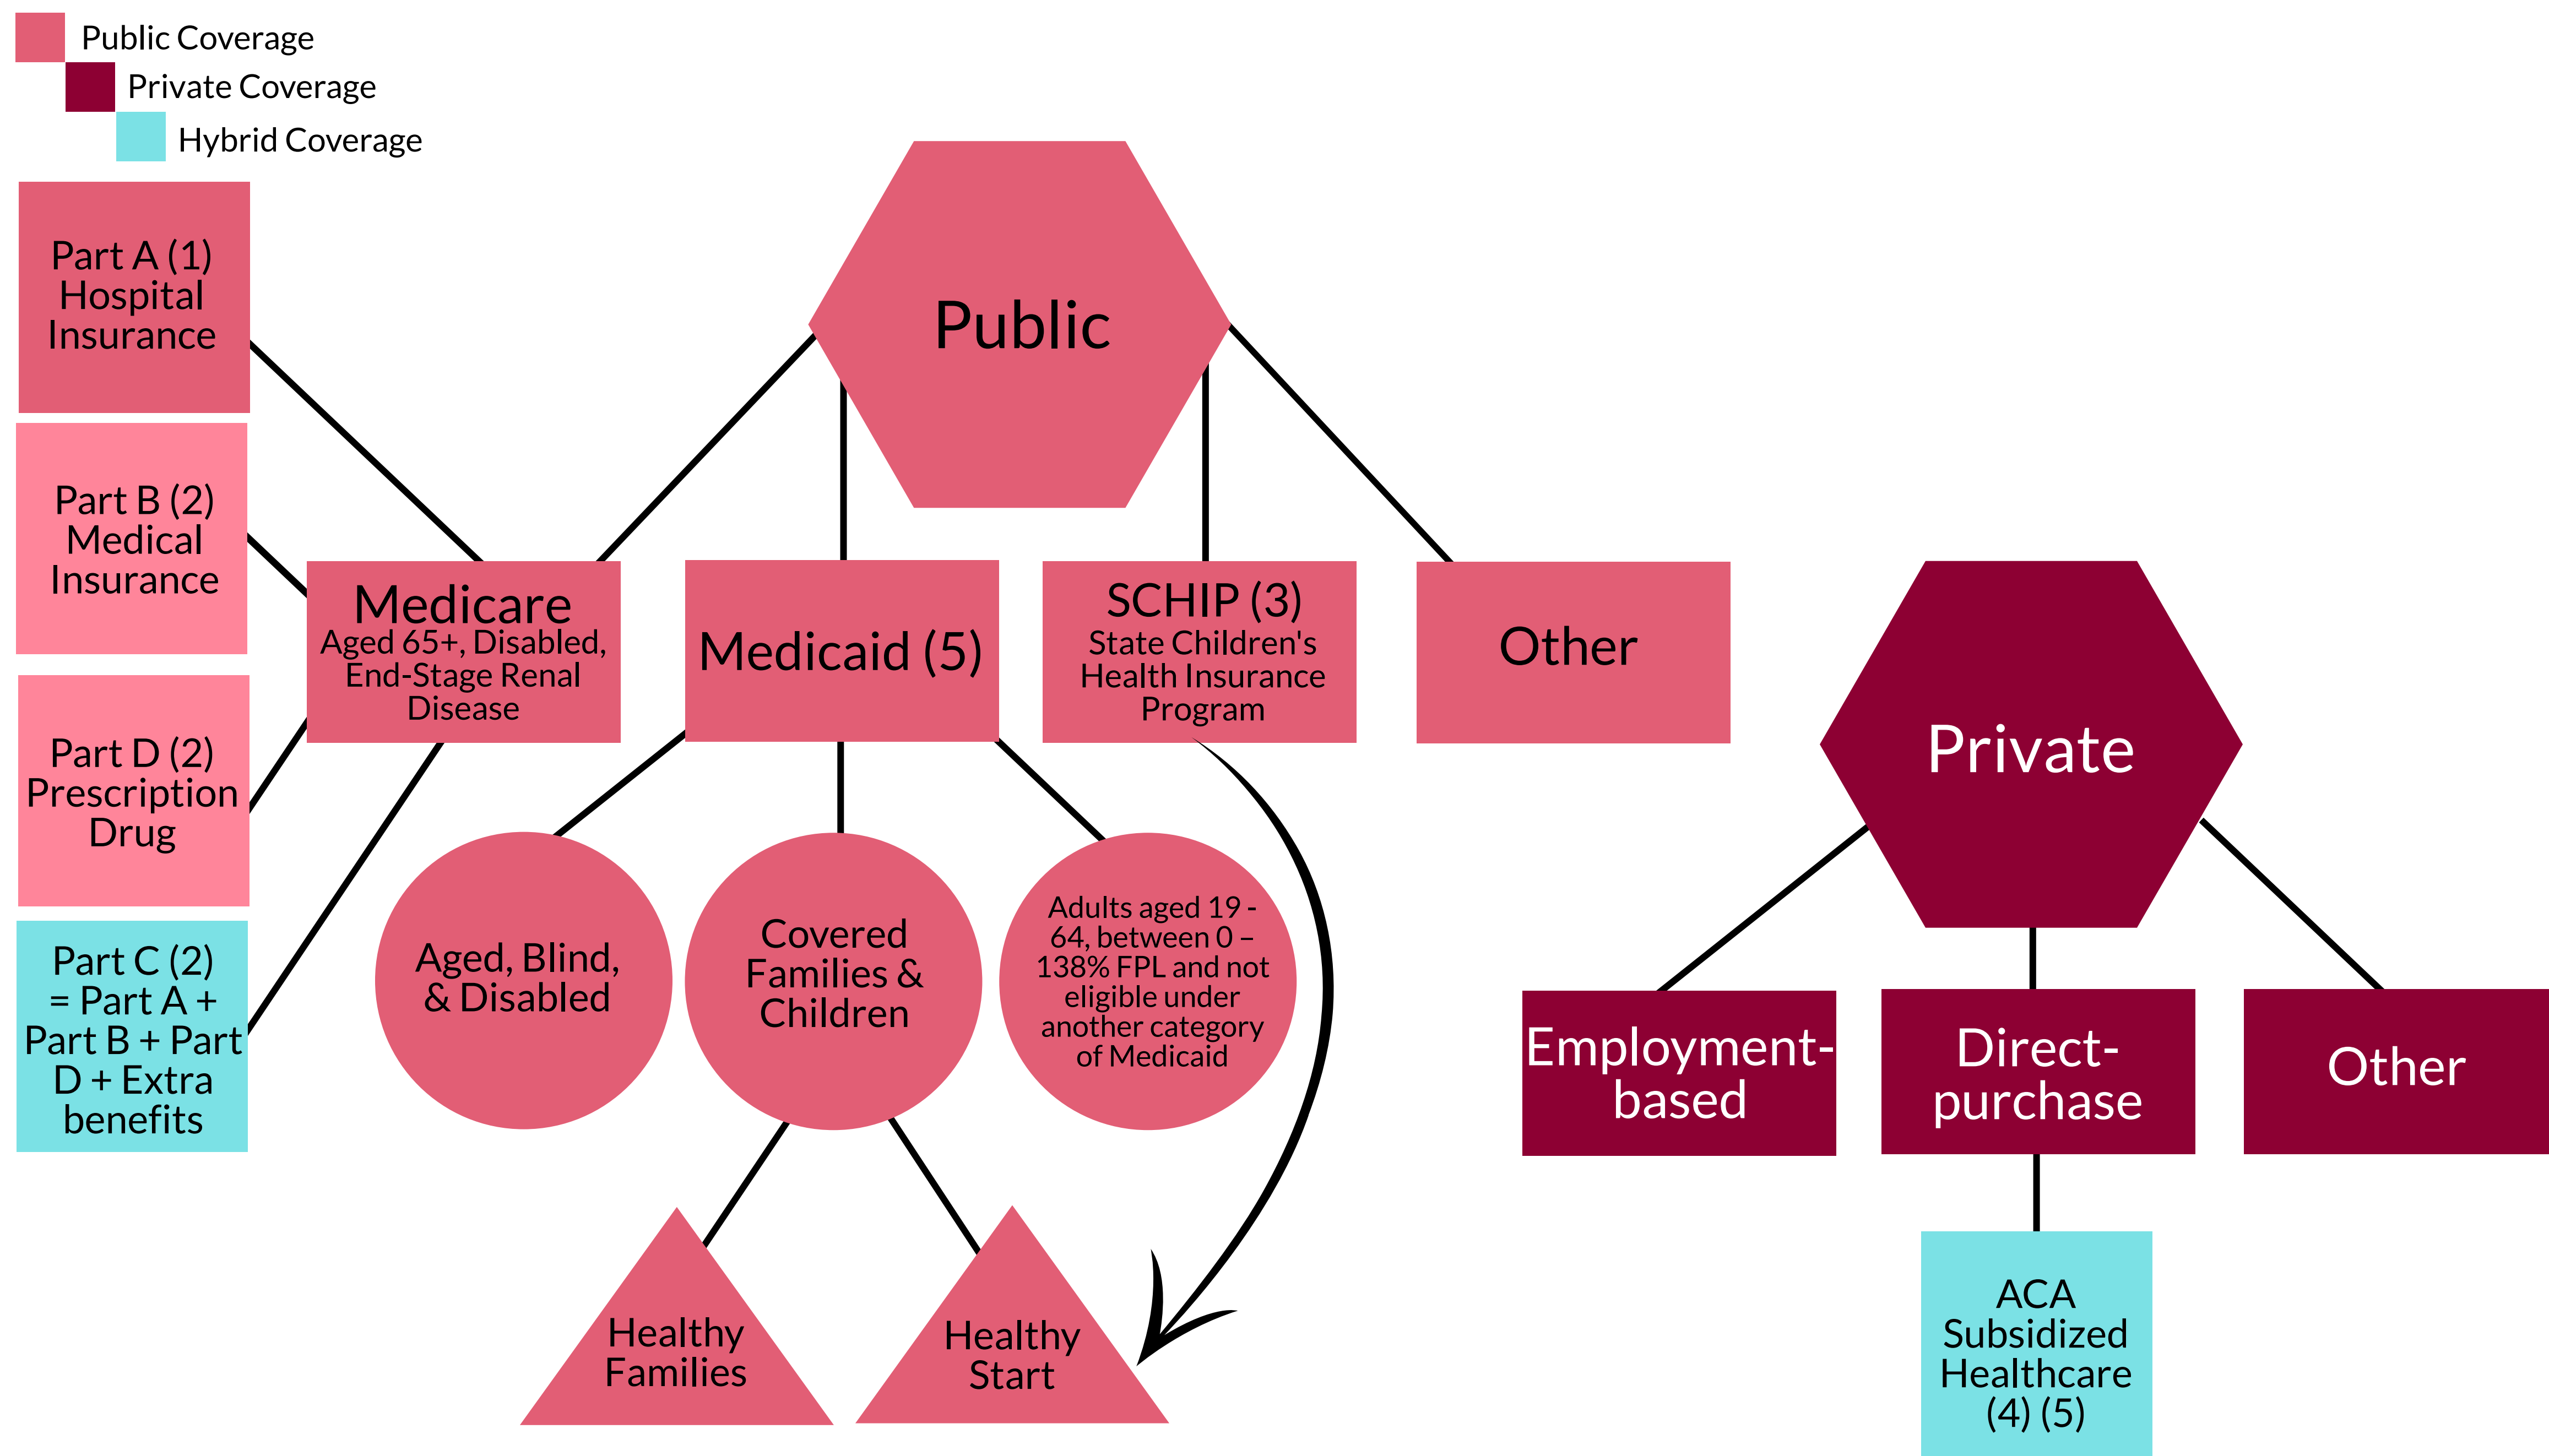 Public Coverage
Private Coverage
Hybrid Coverage
Part A (1)
Hospital
Insurance
Part B (2)
Medical
Insurance
Part D (2)
Prescription
Drug
Part C (2)
= Part A +
Part B + Part
D + Extra
benefits
Public
Medicare
Aged 65+, Disabled,
End-Stage Renal
Disease
Medicaid (5)
SCHIP (3)
State Children's
Health Insurance
Program
Other
Aged, Blind,
& Disabled
Covered
Families &
Children
Adults aged 19 -
64, between 0 –
138% FPL and not
eligible under
another category
of Medicaid
Healthy
Families
Healthy
Start
Private
Employment-
based
Direct-
purchase
Other
ACA
Subsidized
Healthcare
(4) (5)